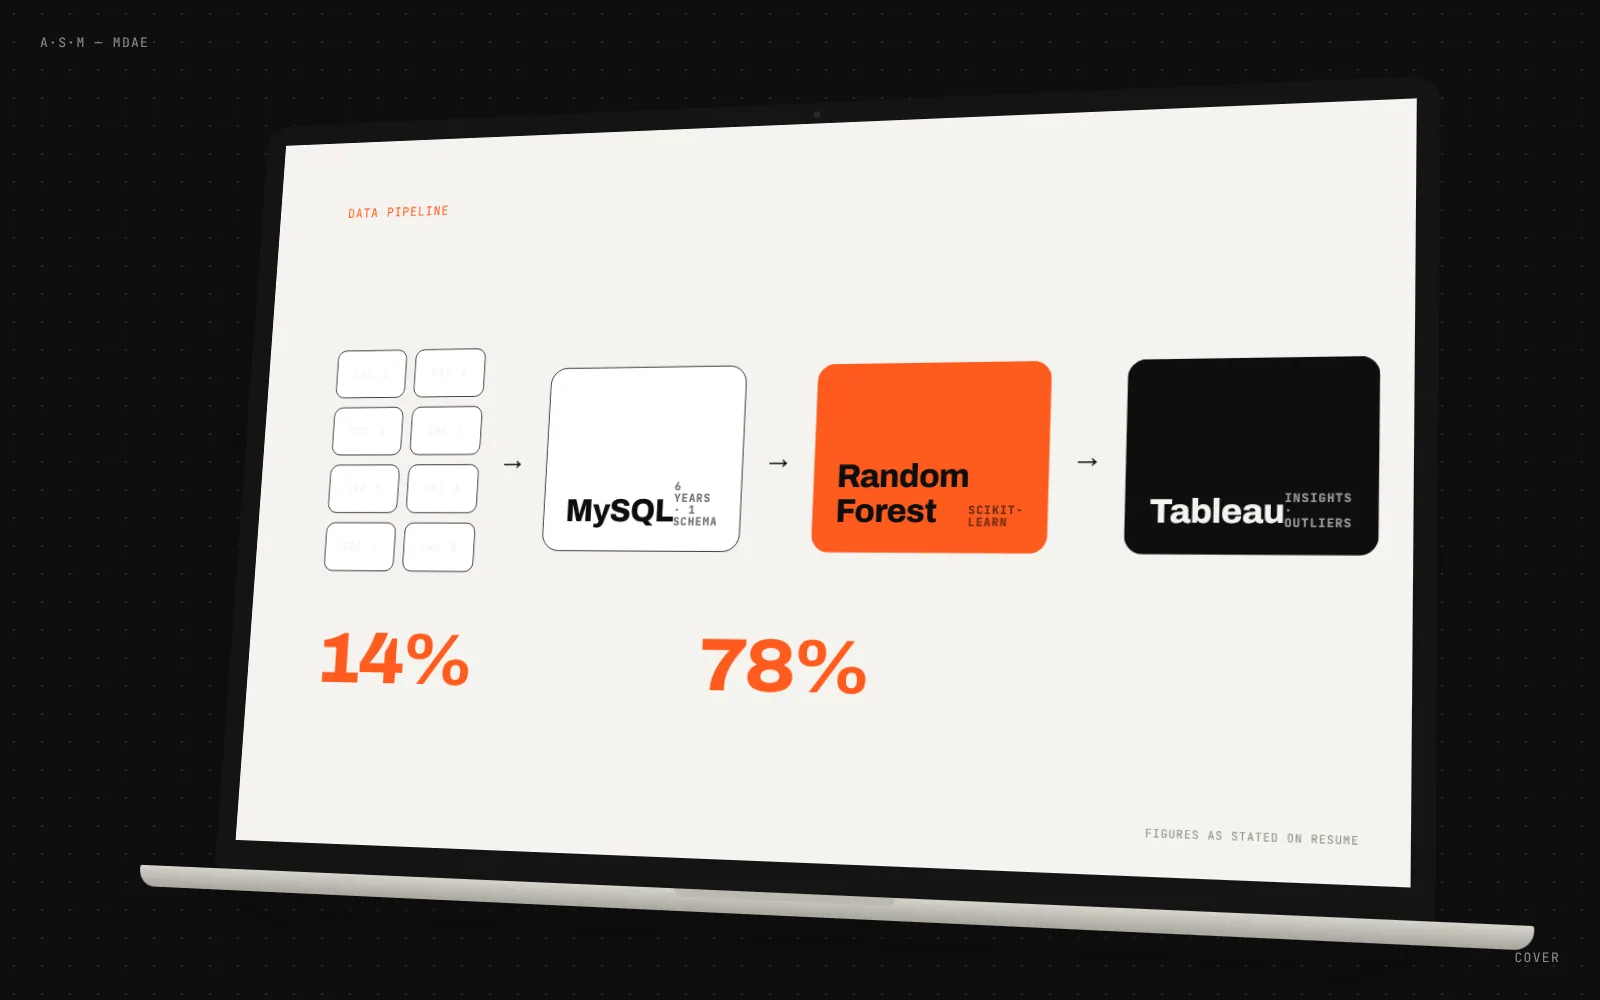 A·S·M — MDAE
DATA PIPELINE
→
MySQL
6
YEARS
· 1
SCHEMA
→
Random
Forest
SCIKIT-
LEARN
→
Tableau
INSIGHTS
·
OUTLIERS
14%
78%
FIGURES AS STATED ON RESUME
COVER